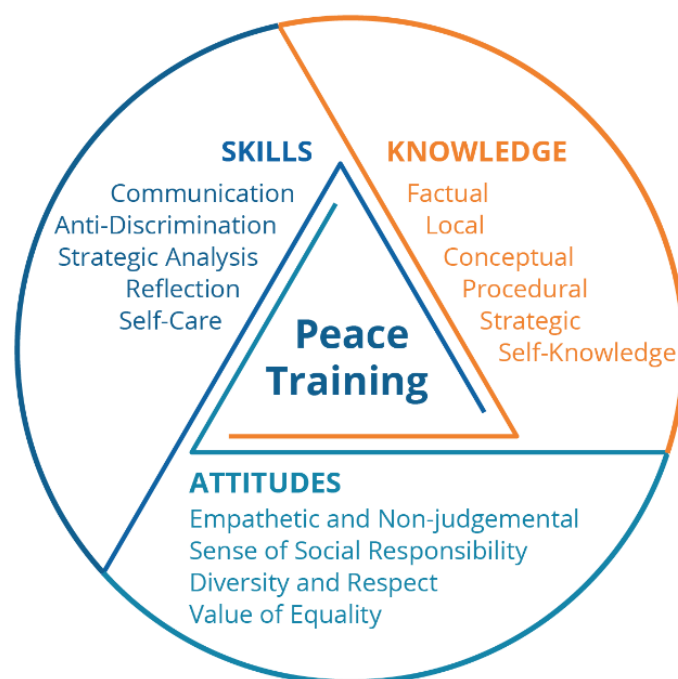 SKILLS
Communication
Anti-Discrimination
Strategic Analysis
Reflection
Self-Care
KNOWLEDGE
Factual
Local
Conceptual
Procedural
Strategic
Self-Knowledge
Peace
Training
ATTITUDES
Empathetic and Non-judgemental
Sense of Social Responsibility
Diversity and Respect
Value of Equality